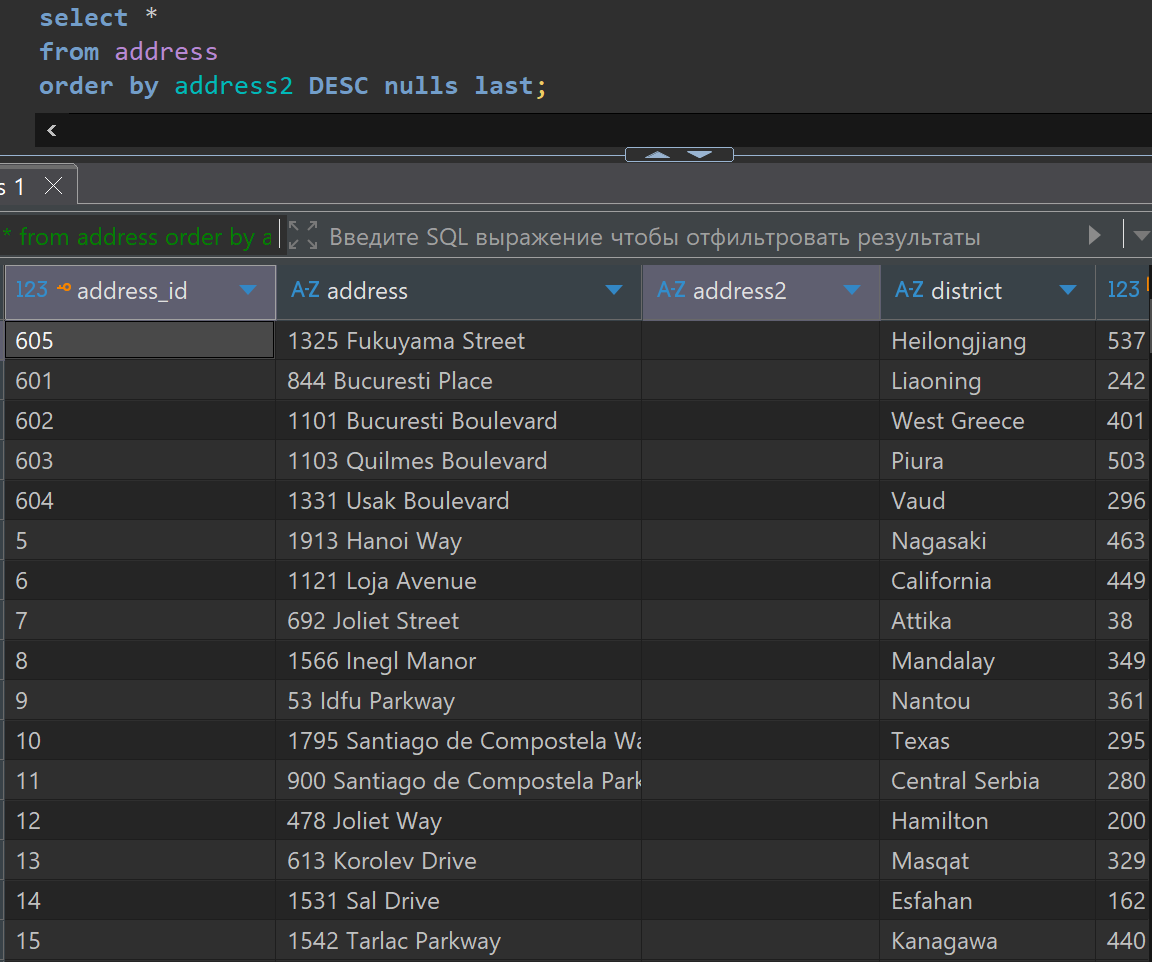 select *
from address
order by address2 DESC nulls last;
s 1
* from address order by a Введите SQL выражение чтобы отфильтровать результаты
123 address_id A-Z address A-Z address2 A-Z district 123
605 1325 Fukuyama Street Heilongjiang 537
601 844 Bucuresti Place Liaoning 242
602 1101 Bucuresti Boulevard West Greece 401
603 1103 Quilmes Boulevard Piura 503
604 1331 Usak Boulevard Vaud 296
5 1913 Hanoi Way Nagasaki 463
6 1121 Loja Avenue California 449
7 692 Joliet Street Attika 38
8 1566 Inegl Manor Mandalay 349
9 53 Idfu Parkway Nantou 361
10 1795 Santiago de Compostela Wa Texas 295
11 900 Santiago de Compostela Park Central Serbia 280
12 478 Joliet Way Hamilton 200
13 613 Korolev Drive Masqat 329
14 1531 Sal Drive Esfahan 162
15 1542 Tarlac Parkway Kanagawa 440